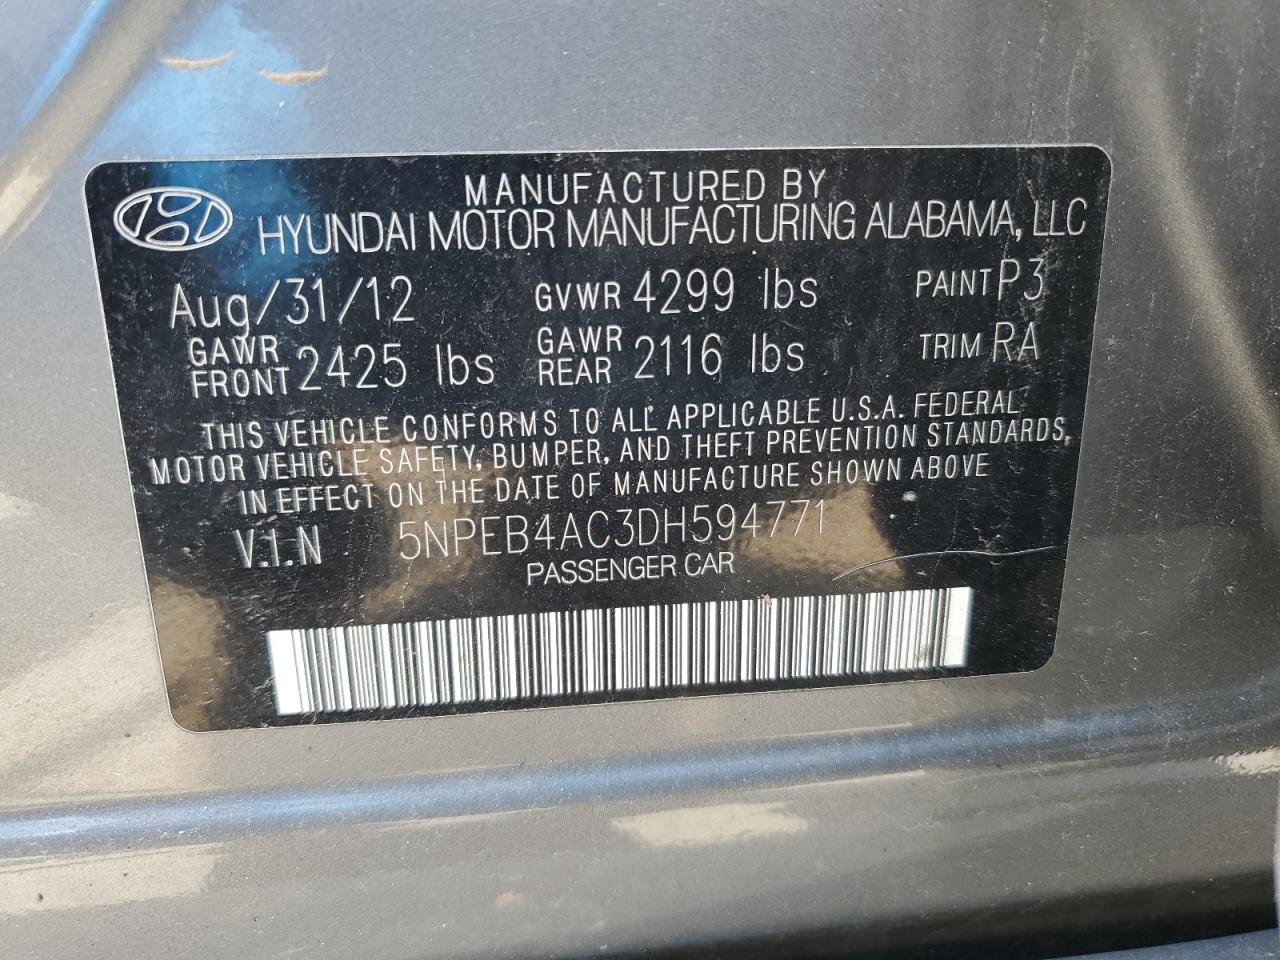 MANUFACTURED BY
HYUNDAI MOTOR MANUFACTURING ALABAMA, LLC
Aug/31/12 GVWR 4299 lbs PAINT P3
GAWR FRONT 2425 lbs GAWR REAR 2116 lbs TRIM RA
THIS VEHICLE CONFORMS TO ALL APPLICABLE U.S.A. FEDERAL
MOTOR VEHICLE SAFETY, BUMPER, AND THEFT PREVENTION STANDARDS,
IN EFFECT ON THE DATE OF MANUFACTURE SHOWN ABOVE
V.I.N 5NPEB4AC3DH594771
PASSENGER CAR